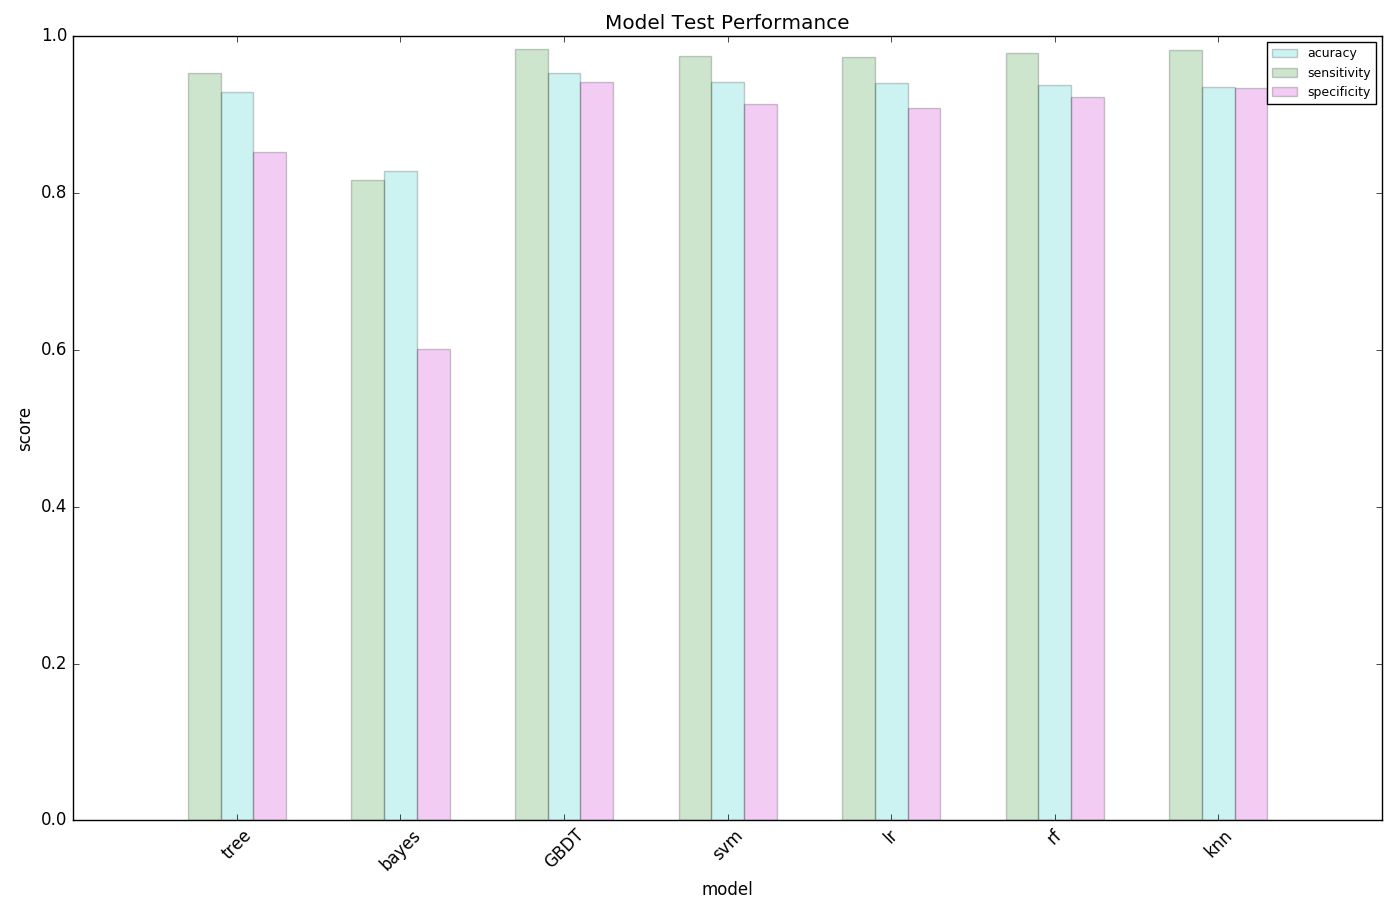 Model Test Performance
1.0
0.8
0.6
0.4
0.2
0.0
score
acuracy
sensitivity
specificity
tree
bayes
GBDT
svm
lr
rf
knn
model